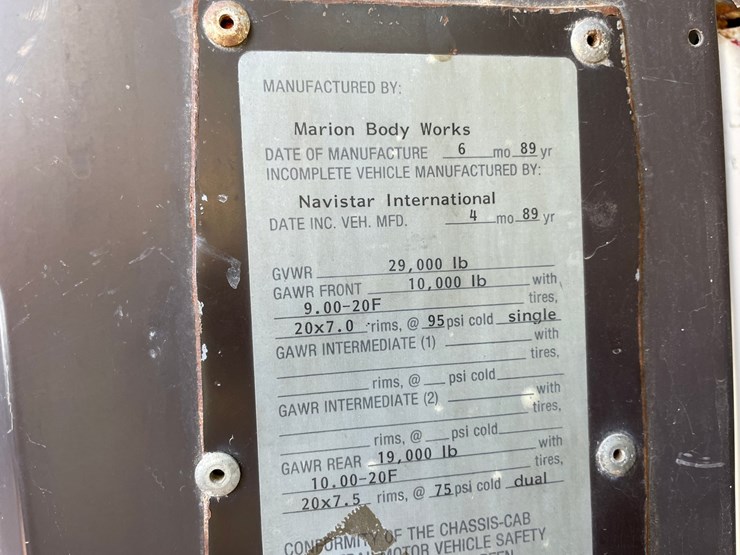 MANUFACTURED BY:
Marion Body Works
DATE OF MANUFACTURE 6 mo 89 yr
INCOMPLETE VEHICLE MANUFACTURED BY:
Navistar International
DATE INC. VEH. MFD. 4 mo 89 yr
GVWR 29,000 lb
GAWR FRONT 10,000 lb with
9.00-20F tires,
20x7.0 rims, @ 95 psi cold single
GAWR INTERMEDIATE (1) with
tires,
rims, @ psi cold
GAWR INTERMEDIATE (2) with
tires,
rims, @ psi cold
GAWR REAR 19,000 lb with
10.00-20F tires,
20x7.5 rims, @ 75 psi cold dual
CONFORMITY OF THE CHASSIS-CAB
MOTOR VEHICLE SAFETY